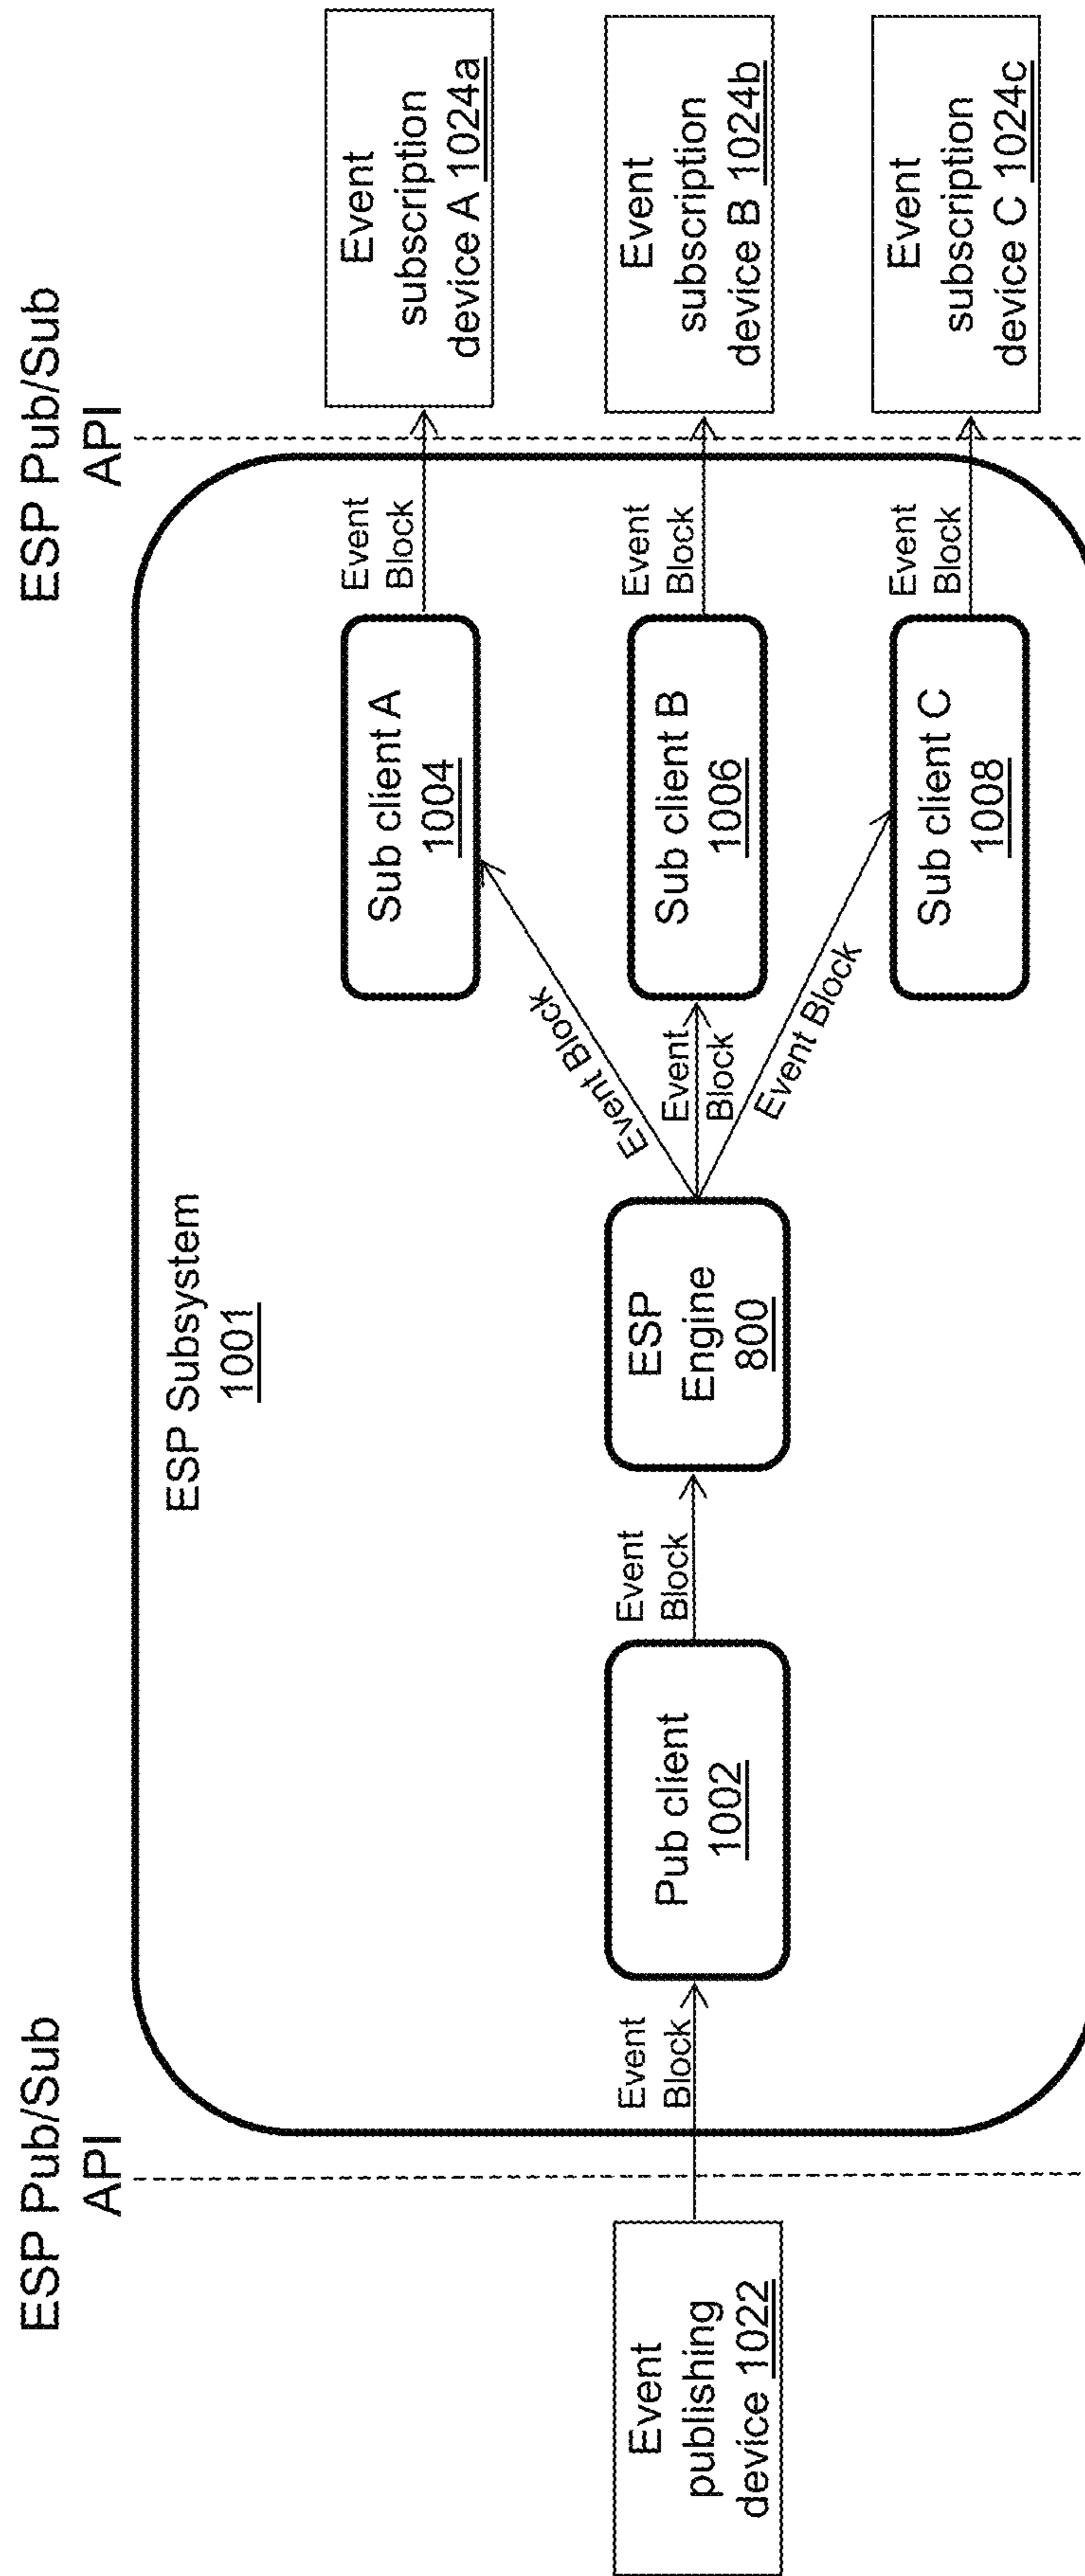 ESP Pub/Sub
API
ESP Pub/Sub
API
ESP Subsystem
1001
Event
publishing
device 1022
Event
Block
Pub client
1002
Event
Block
ESP
Engine
800
Event Block
Event
Block
Event Block
Sub client A
1004
Sub client B
1006
Sub client C
1008
Event
Block
Event
Block
Event
Block
Event
subscription
device A 1024a
Event
subscription
device B 1024b
Event
subscription
device C 1024c